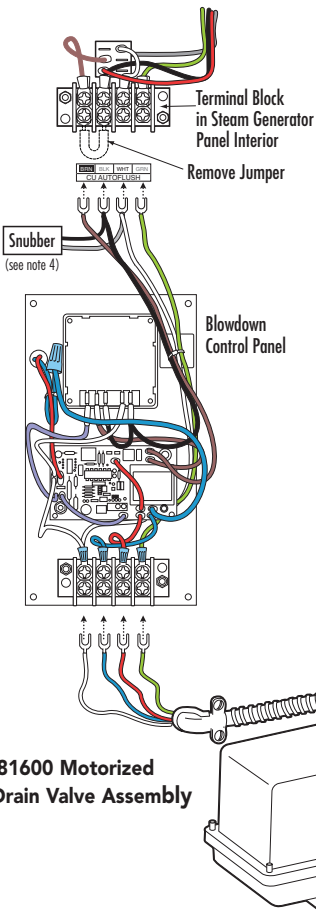 Terminal Block
in Steam Generator
Panel Interior
Remove Jumper
BRN BLK WHT GRN
CU AUTOFLUSH
Snubber
(see note 4)
Blowdown
Control Panel
81600 Motorized
Drain Valve Assembly